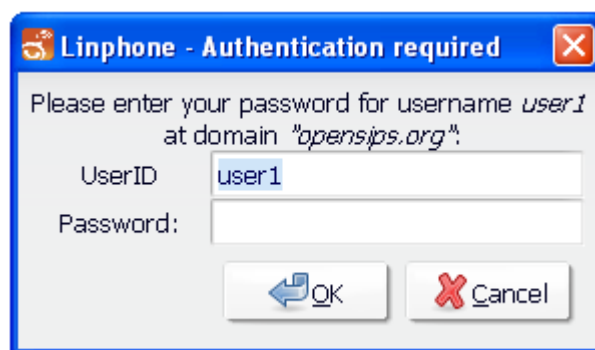 Linphone - Authentication required
Please enter your password for username user1
at domain "opensips.org":
UserID user1
Password:
OK Cancel